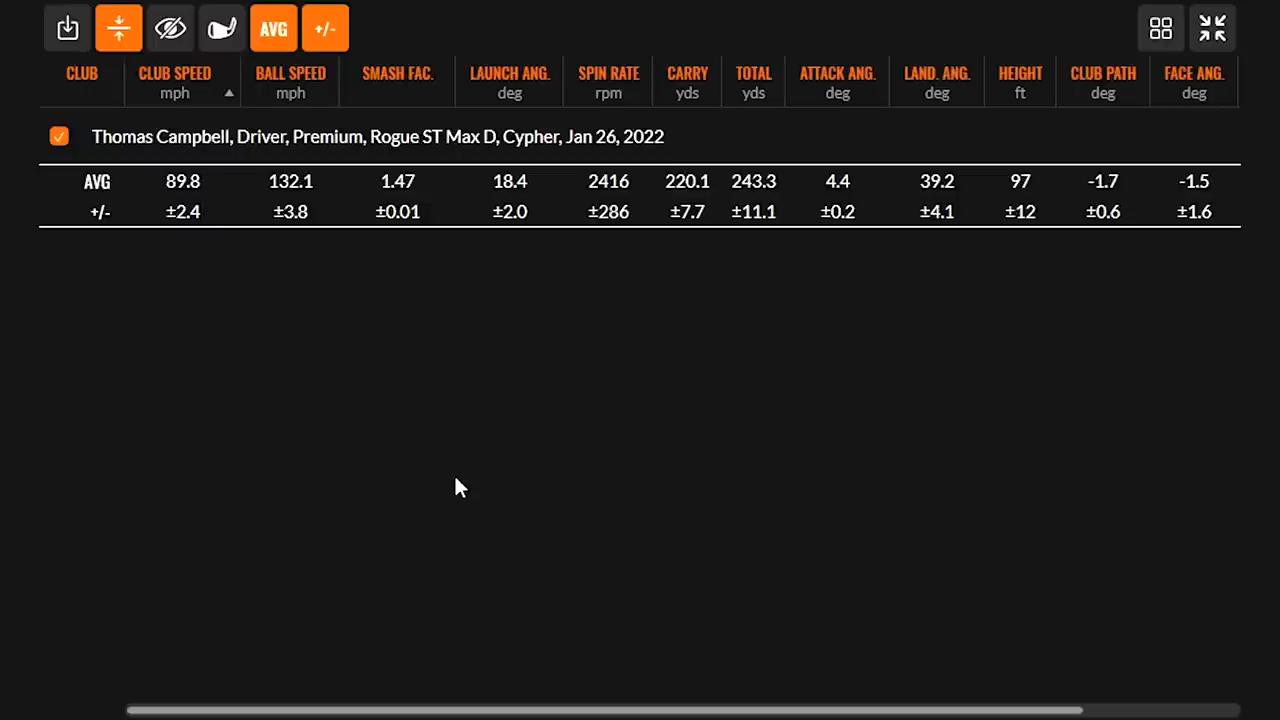 AVG +/-
CLUB CLUB SPEED BALL SPEED SMASH FAC. LAUNCH ANG. SPIN RATE CARRY TOTAL ATTACK ANG. LAND. ANG. HEIGHT CLUB PATH FACE ANG.
mph mph deg rpm yds yds deg deg ft deg deg
Thomas Campbell, Driver, Premium, Rogue ST Max D, Cypher, Jan 26, 2022
AVG 89.8 132.1 1.47 18.4 2416 220.1 243.3 4.4 39.2 97 -1.7 -1.5
+/- ±2.4 ±3.8 ±0.01 ±2.0 ±286 ±7.7 ±11.1 ±0.2 ±4.1 ±12 ±0.6 ±1.6